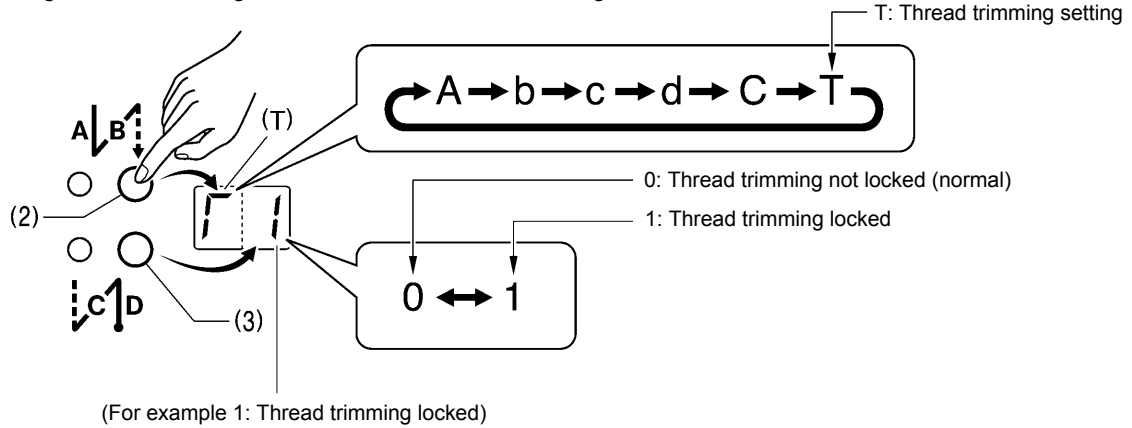 T: Thread trimming setting
A → b → c → d → C → T
(T)
A B
0: Thread trimming not locked (normal)
(2)
1: Thread trimming locked
0 ↔ 1
C D
(3)
(For example 1: Thread trimming locked)